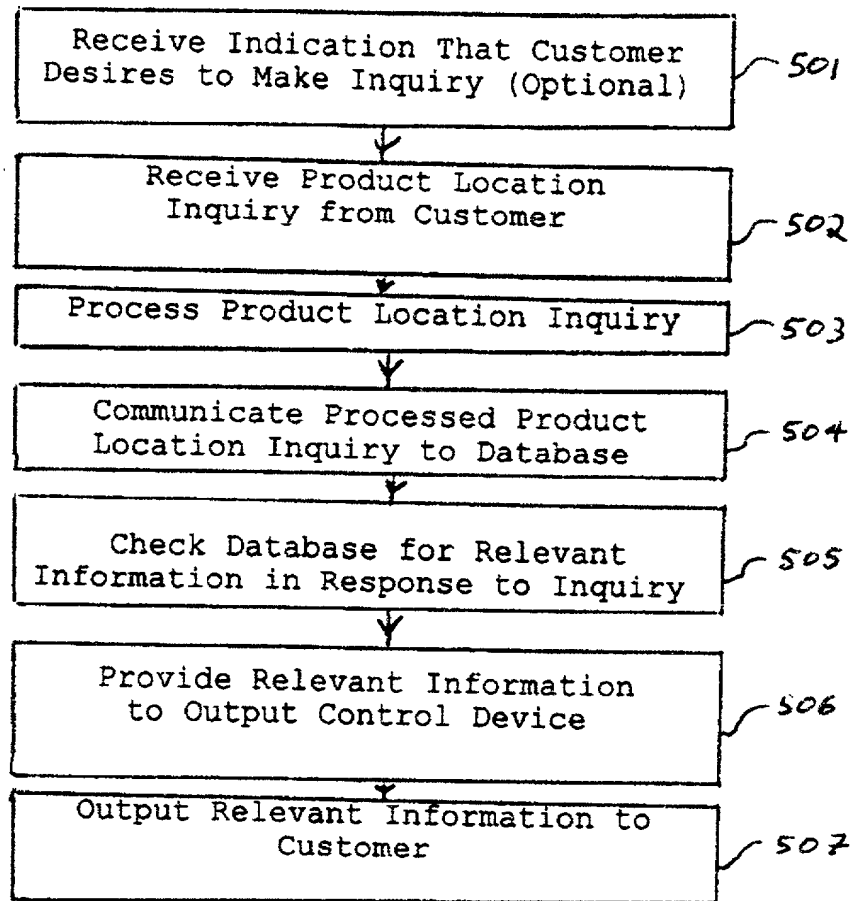 Receive Indication That Customer
Desires to Make Inquiry (Optional)
501
Receive Product Location
Inquiry from Customer
502
Process Product Location Inquiry
503
Communicate Processed Product
Location Inquiry to Database
504
Check Database for Relevant
Information in Response to Inquiry
505
Provide Relevant Information
to Output Control Device
506
Output Relevant Information to
Customer
507